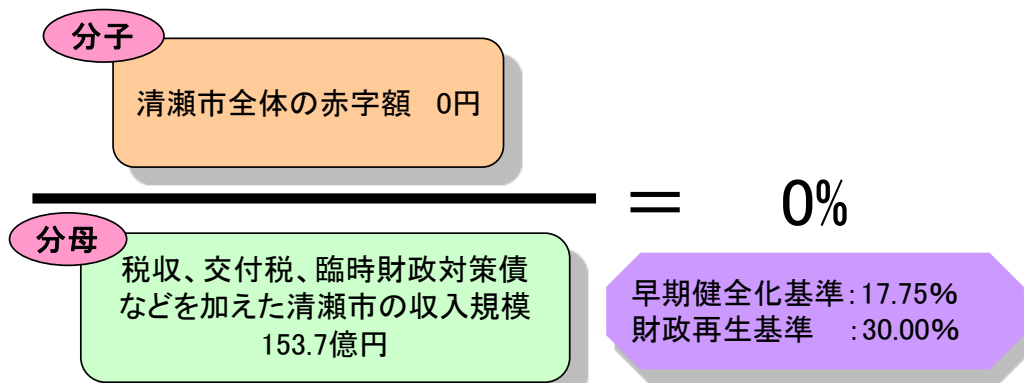 分子
清瀬市全体の赤字額　0円
＝　0%
分母
税収、交付税、臨時財政対策債
などを加えた清瀬市の収入規模
153.7億円
早期健全化基準：17.75%
財政再生基準　：30.00%